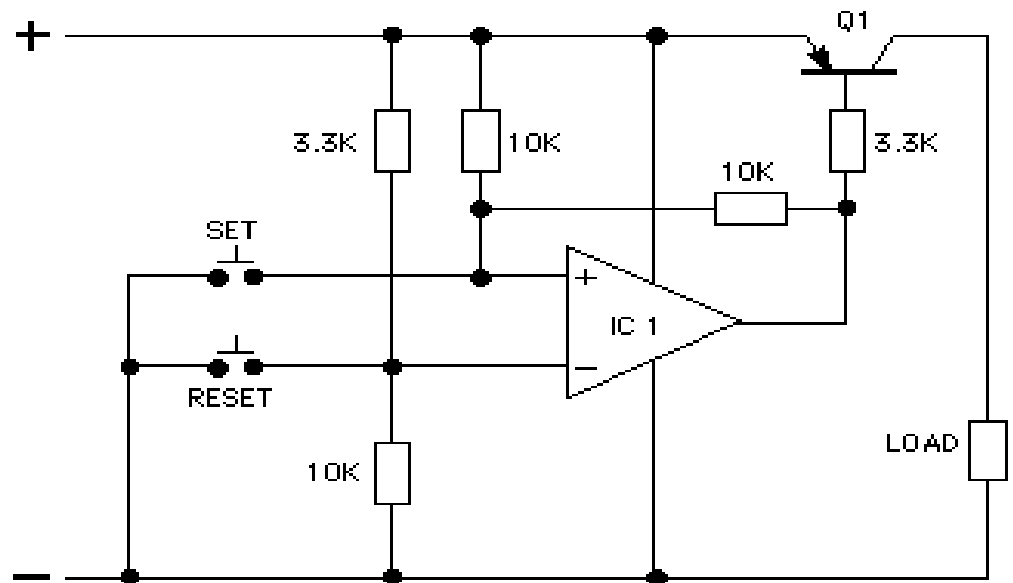 +
Q1
3.3K
10K
3.3K
10K
SET
+
IC 1
−
RESET
LOAD
10K
−